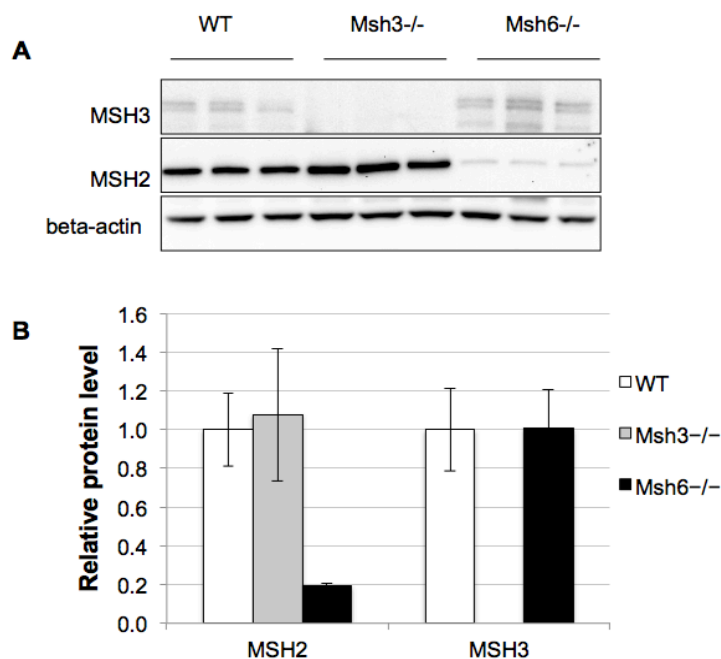 WT Msh3-/- Msh6-/-
A
MSH3
MSH2
beta-actin
B
Relative protein level
1.6
1.4
1.2
1.0
0.8
0.6
0.4
0.2
0.0
MSH2 MSH3
WT
Msh3−/−
Msh6−/−